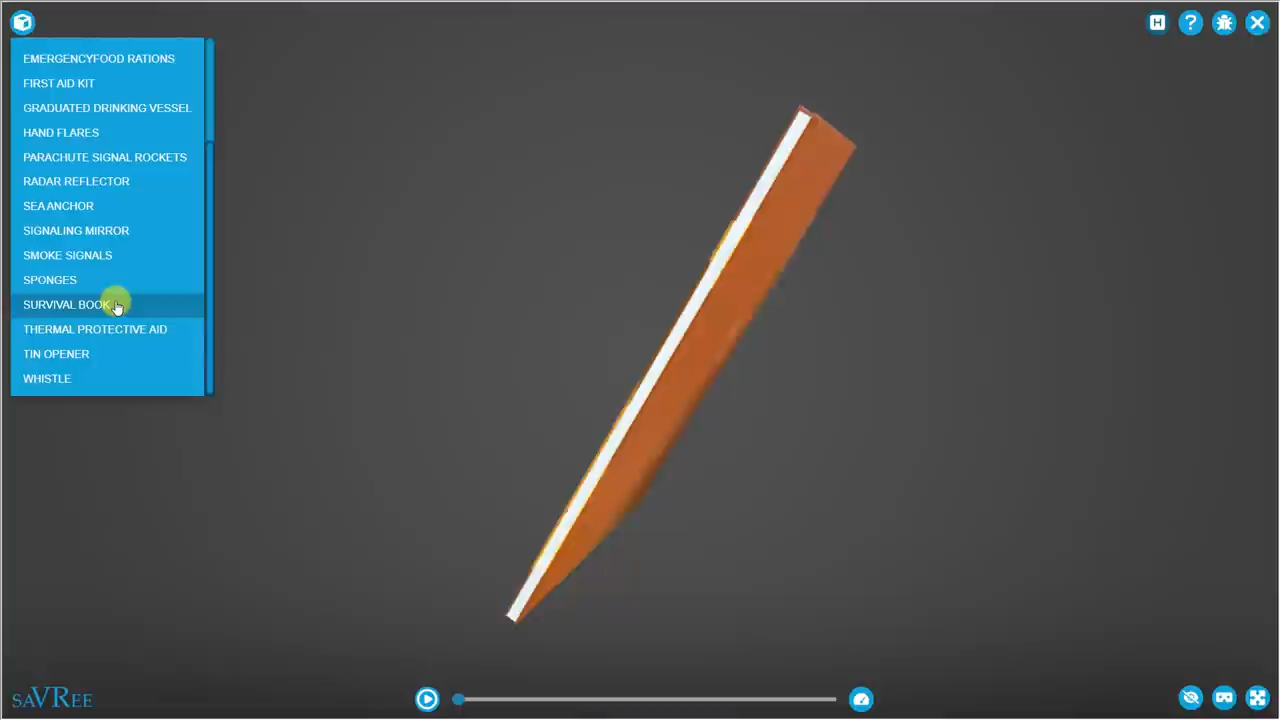 H
?
EMERGENCYFOOD RATIONS
FIRST AID KIT
GRADUATED DRINKING VESSEL
HAND FLARES
PARACHUTE SIGNAL ROCKETS
RADAR REFLECTOR
SEA ANCHOR
SIGNALING MIRROR
SMOKE SIGNALS
SPONGES
SURVIVAL BOOK
THERMAL PROTECTIVE AID
TIN OPENER
WHISTLE
saVRee